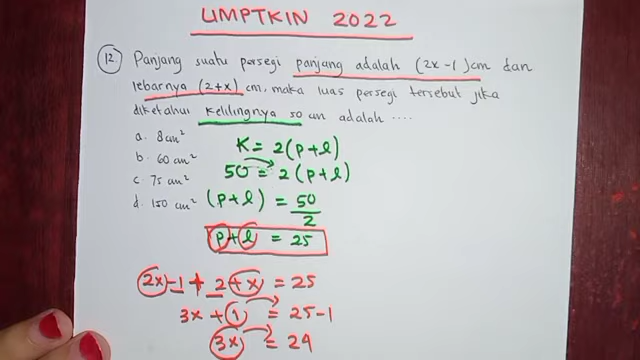 UMPTKIN 2022
12. Panjang suatu persegi panjang adalah (2x-1)cm dan
lebarnya (2+x) cm, maka luas persegi tersebut jika
diketahui kelilingnya 50 cm adalah ....
a. 8 cm²
b. 60 cm²
c. 75 cm²
d. 150 cm²
K = 2(p+l)
50 = 2(p+l)
(p+l) = 50/2
p+l = 25
2x-1+2+x = 25
3x+1 = 25-1
3x = 24